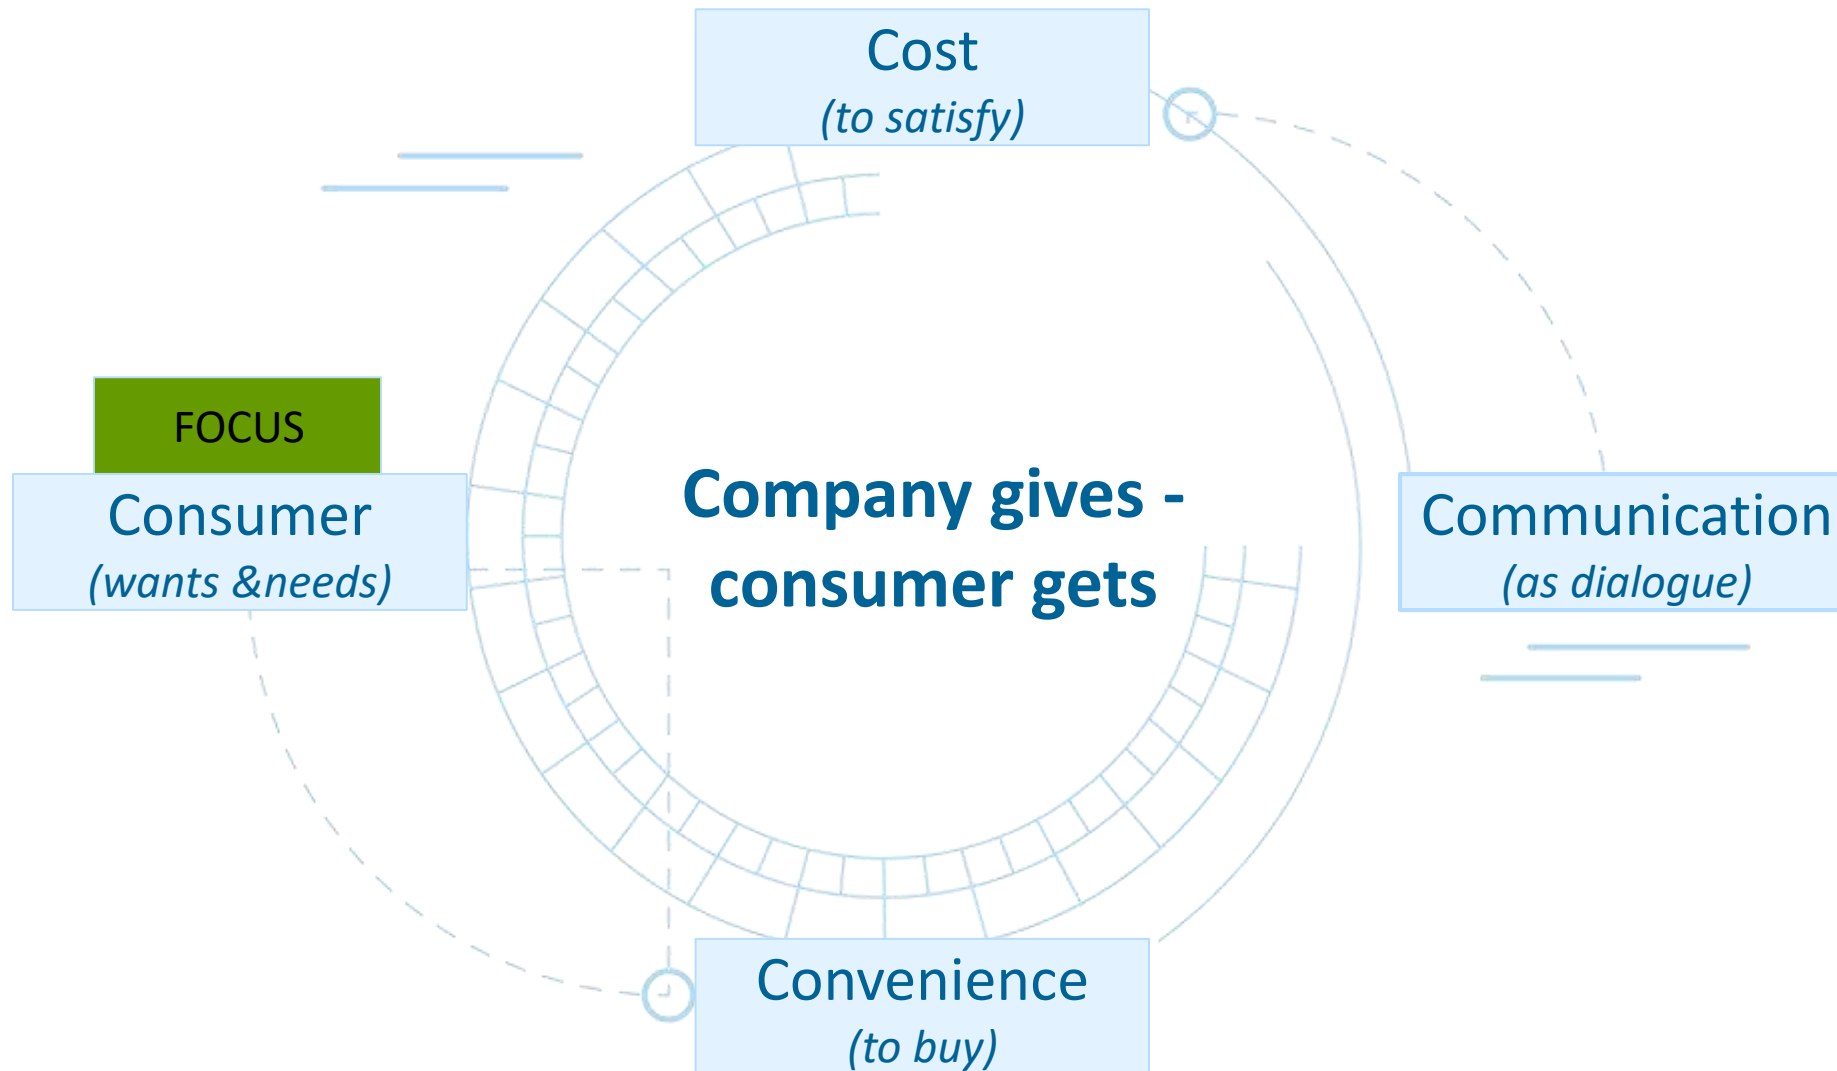 Cost
(to satisfy)
FOCUS
Consumer
(wants &needs)
Company gives -
consumer gets
Communication
(as dialogue)
Convenience
(to buy)